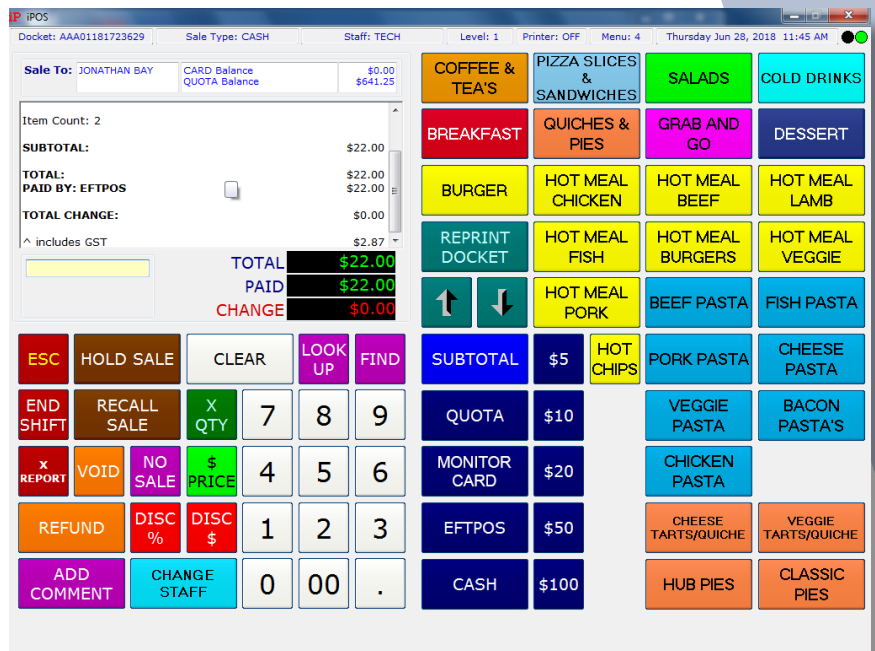 iP iPOS
Docket: AAA01181723629 Sale Type: CASH Staff: TECH Level: 1 Printer: OFF Menu: 4 Thursday Jun 28, 2018 11:45 AM
Sale To: JONATHAN BAY
CARD Balance $0.00
QUOTA Balance $641.25
Item Count: 2
SUBTOTAL: $22.00
TOTAL: $22.00
PAID BY: EFTPOS $22.00
TOTAL CHANGE: $0.00
^ includes GST $2.87
TOTAL $22.00
PAID $22.00
CHANGE $0.00
COFFEE &
TEA'S
PIZZA SLICES
&
SANDWICHES
SALADS
COLD DRINKS
BREAKFAST
QUICHES &
PIES
GRAB AND
GO
DESSERT
BURGER
HOT MEAL
CHICKEN
HOT MEAL
BEEF
HOT MEAL
LAMB
REPRINT
DOCKET
HOT MEAL
FISH
HOT MEAL
BURGERS
HOT MEAL
VEGGIE
HOT MEAL
PORK
BEEF PASTA
FISH PASTA
ESC
HOLD SALE
CLEAR
LOOK
UP
FIND
SUBTOTAL
$5
HOT
CHIPS
PORK PASTA
CHEESE
PASTA
END
SHIFT
RECALL
SALE
X
QTY
7
8
9
QUOTA
$10
VEGGIE
PASTA
BACON
PASTA'S
X
REPORT
VOID
NO
SALE
$
PRICE
4
5
6
MONITOR
CARD
$20
CHICKEN
PASTA
REFUND
DISC
%
DISC
$
1
2
3
EFTPOS
$50
CHEESE
TARTS/QUICHE
VEGGIE
TARTS/QUICHE
ADD
COMMENT
CHANGE
STAFF
0
00
.
CASH
$100
HUB PIES
CLASSIC
PIES